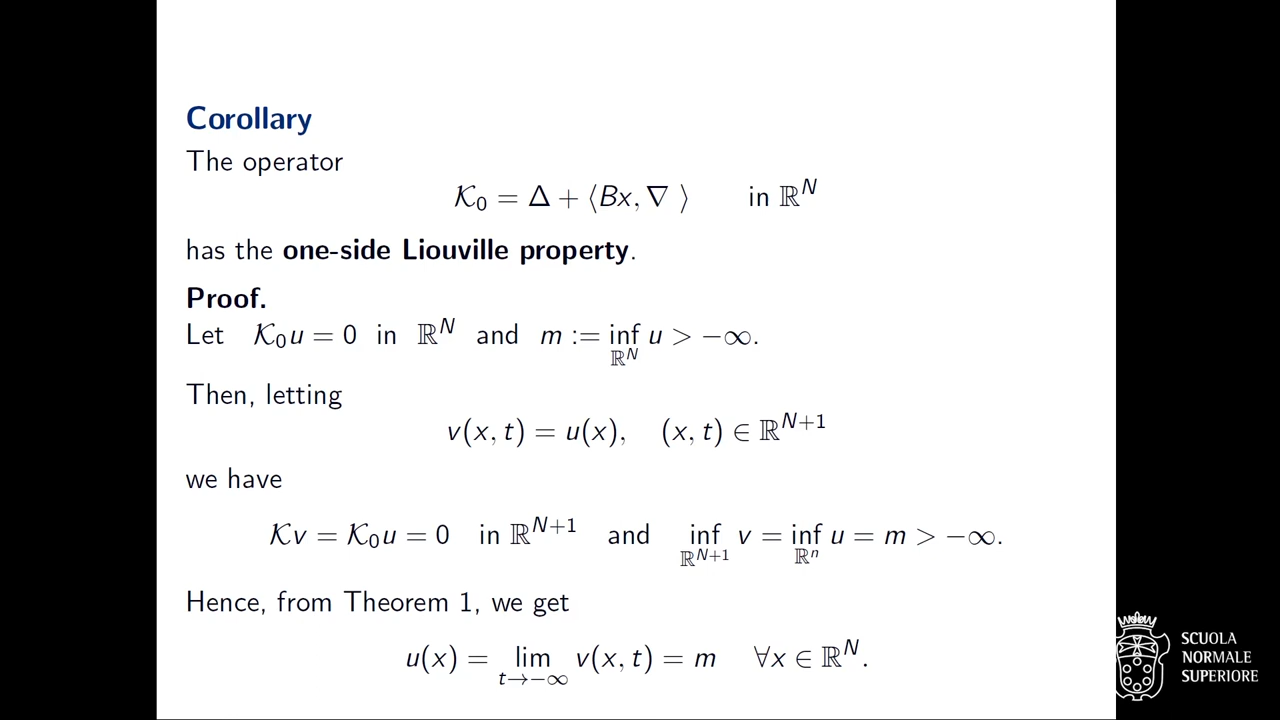 Corollary
The operator
𝒦₀ = Δ + ⟨Bx, ∇ ⟩ in ℝᴺ
has the one-side Liouville property.
Proof.
Let 𝒦₀u = 0 in ℝᴺ and m := inf_{ℝᴺ} u > −∞.
Then, letting
v(x, t) = u(x), (x, t) ∈ ℝᴺ⁺¹
we have
𝒦v = 𝒦₀u = 0 in ℝᴺ⁺¹ and inf_{ℝᴺ⁺¹} v = inf_{ℝⁿ} u = m > −∞.
Hence, from Theorem 1, we get
u(x) = lim_{t→−∞} v(x, t) = m ∀x ∈ ℝᴺ.
SCUOLA
NORMALE
SUPERIORE